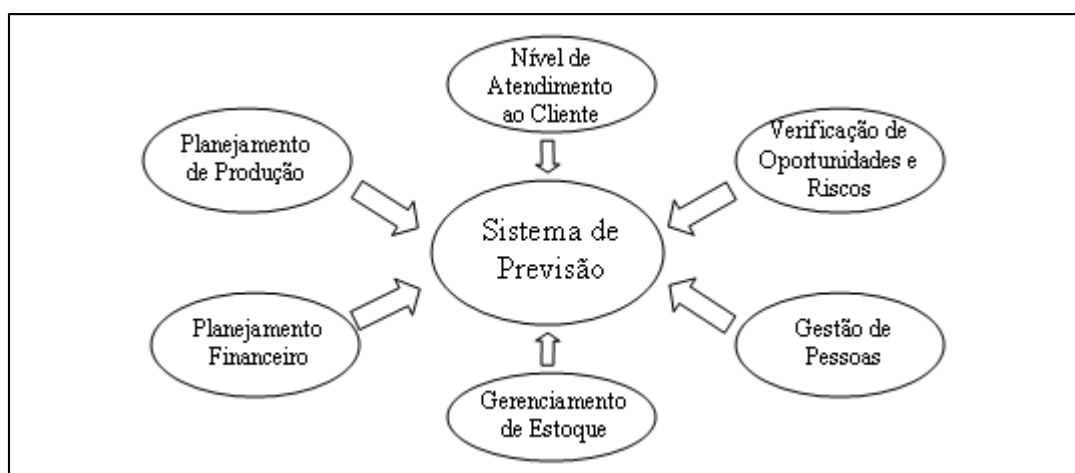 Nível de
Atendimento
ao Cliente
Planejamento
de Produção
Verificação de
Oportunidades e
Riscos
Sistema de
Previsão
Planejamento
Financeiro
Gestão de
Pessoas
Gerenciamento
de Estoque